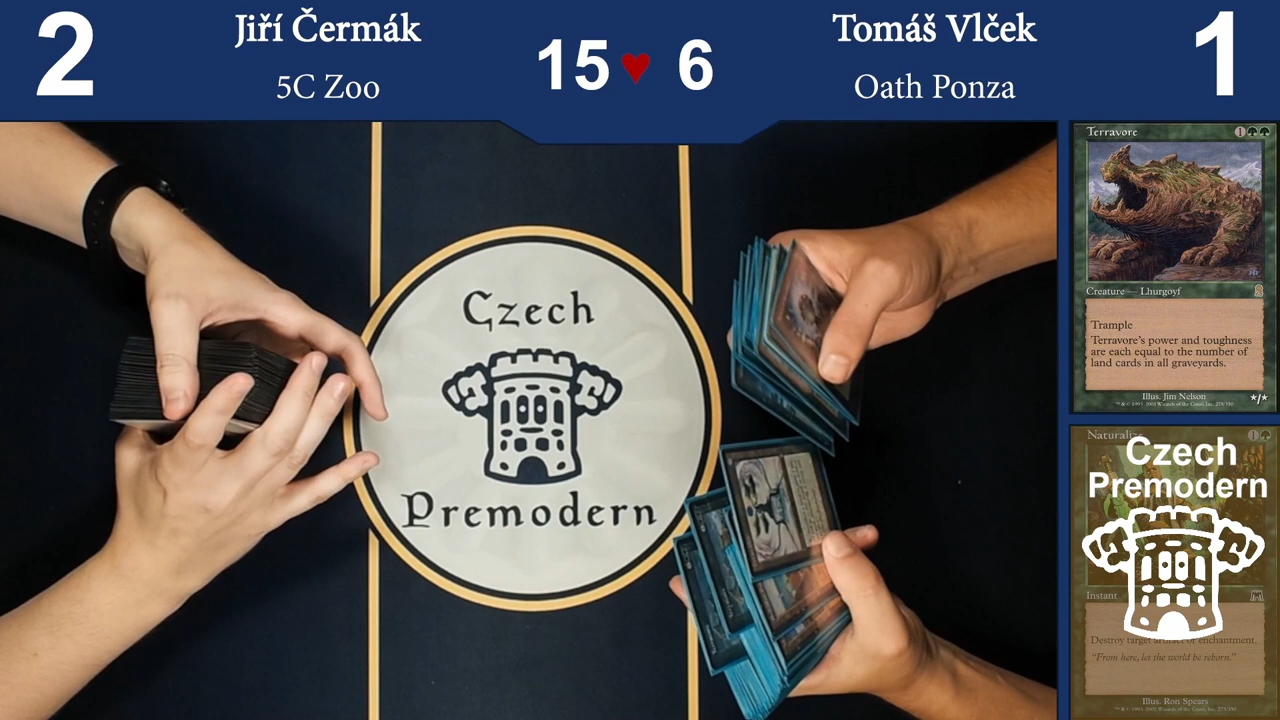 2
Jiří Čermák
5C Zoo
15 ♥ 6
Tomáš Vlček
Oath Ponza
1
Czech
Premodern
Terravore
Creature — Lhurgoyf
Trample
Terravore's power and toughness
are each equal to the number of
land cards in all graveyards.
Illus. Jim Nelson
*/*
Naturalize
Czech
Premodern
Instant
Destroy target artifact or enchantment.
"From here, let the world be reborn."
Illus. Ron Spears